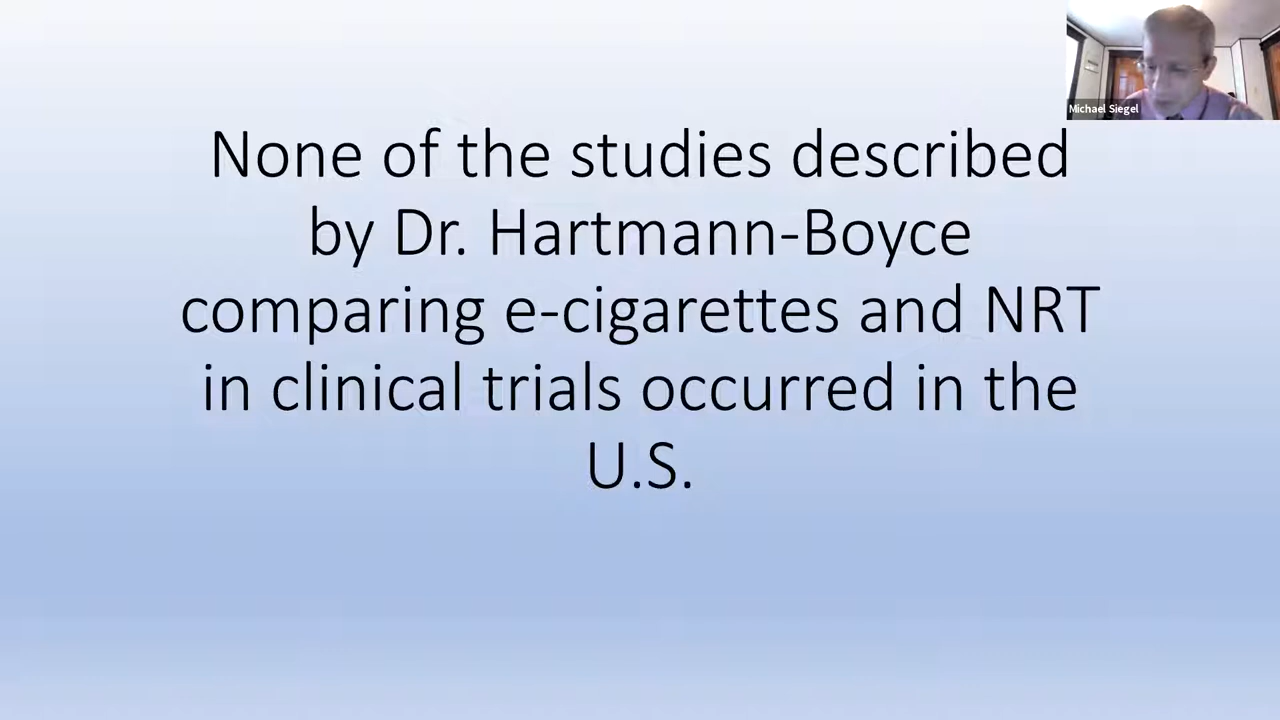 Michael Siegel
None of the studies described
by Dr. Hartmann-Boyce
comparing e-cigarettes and NRT
in clinical trials occurred in the
U.S.